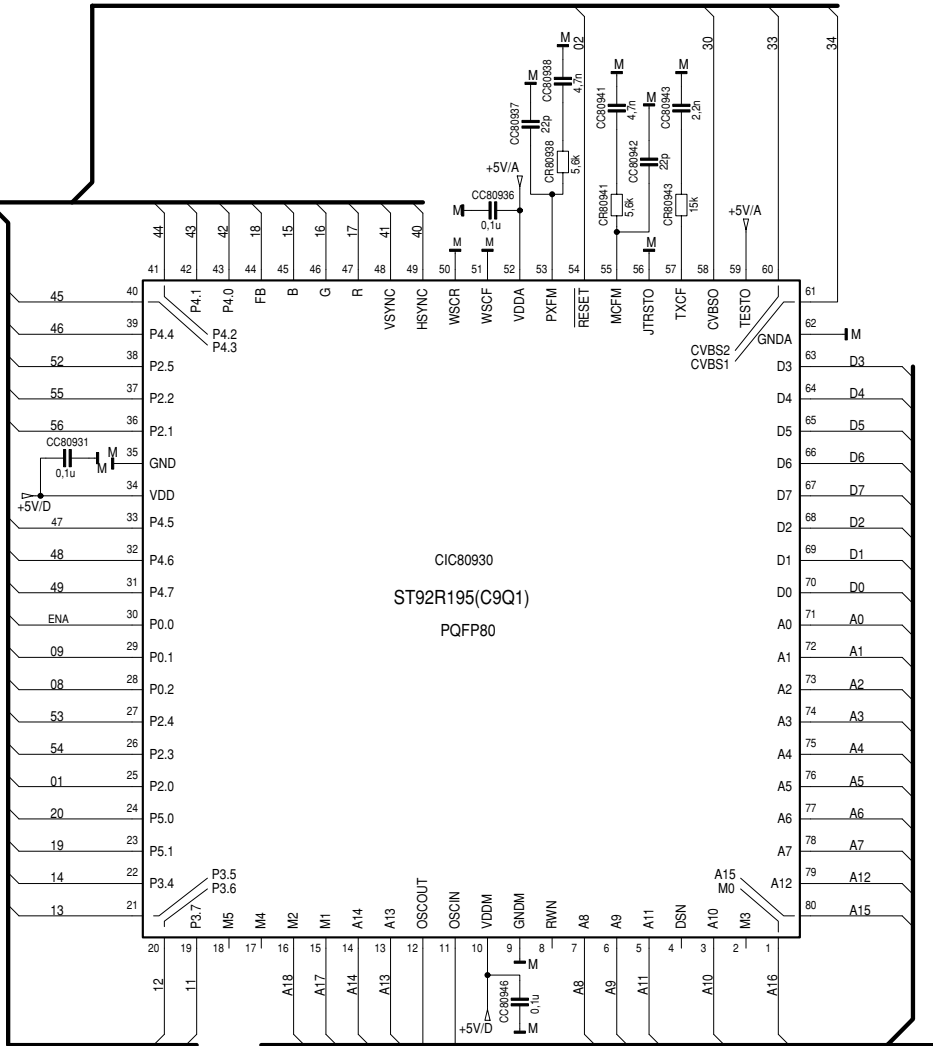 02
30
33
34
M
M
CC80938
4,7n
M
CC80937
22p
CR80938
5,6k
M
CC80941
4,7n
CR80941
5,6k
M
CC80942
22p
M
CC80943
2,2n
CR80943
15k
+5V/A
CC80936
M
0,1u
+5V/A
M
M
44
43
42
18
15
16
17
41
40
41 42 43 44 45 46 47 48 49 50 51 52 53 54 55 56 57 58 59 60
P4.1
P4.0
FB
B
G
R
VSYNC
HSYNC
WSCR
WSCF
VDDA
PXFM
RESET
MCFM
JTRSTO
TXCF
CVBSO
TESTO
P4.2
P4.3
CVBS2
CVBS1
45 40
46 39 P4.4
52 38 P2.5
55 37 P2.2
56 36 P2.1
CC80931
0,1u
M
M
35 GND
34 VDD
+5V/D
47 33 P4.5
48 32 P4.6
49 31 P4.7
ENA 30 P0.0
09 29 P0.1
08 28 P0.2
53 27 P2.4
54 26 P2.3
01 25 P2.0
20 24 P5.0
19 23 P5.1
14 22 P3.4
13 21
CIC80930
ST92R195(C9Q1)
PQFP80
61
GNDA 62 M
D3 63 D3
D4 64 D4
D5 65 D5
D6 66 D6
D7 67 D7
D2 68 D2
D1 69 D1
D0 70 D0
A0 71 A0
A1 72 A1
A2 73 A2
A3 74 A3
A4 75 A4
A5 76 A5
A6 77 A6
A7 78 A7
A12 79 A12
80 A15
P3.5
P3.6
A15
M0
P3.7
M5
M4
M2
M1
A14
A13
OSCOUT
OSCIN
VDDM
GNDM
RWN
A8
A9
A11
DSN
A10
M3
20 19 18 17 16 15 14 13 12 11 10 9 8 7 6 5 4 3 2 1
12
11
A18
A17
A14
A13
M
CC80946
0,1u
+5V/D
M
A8
A9
A11
A10
A16